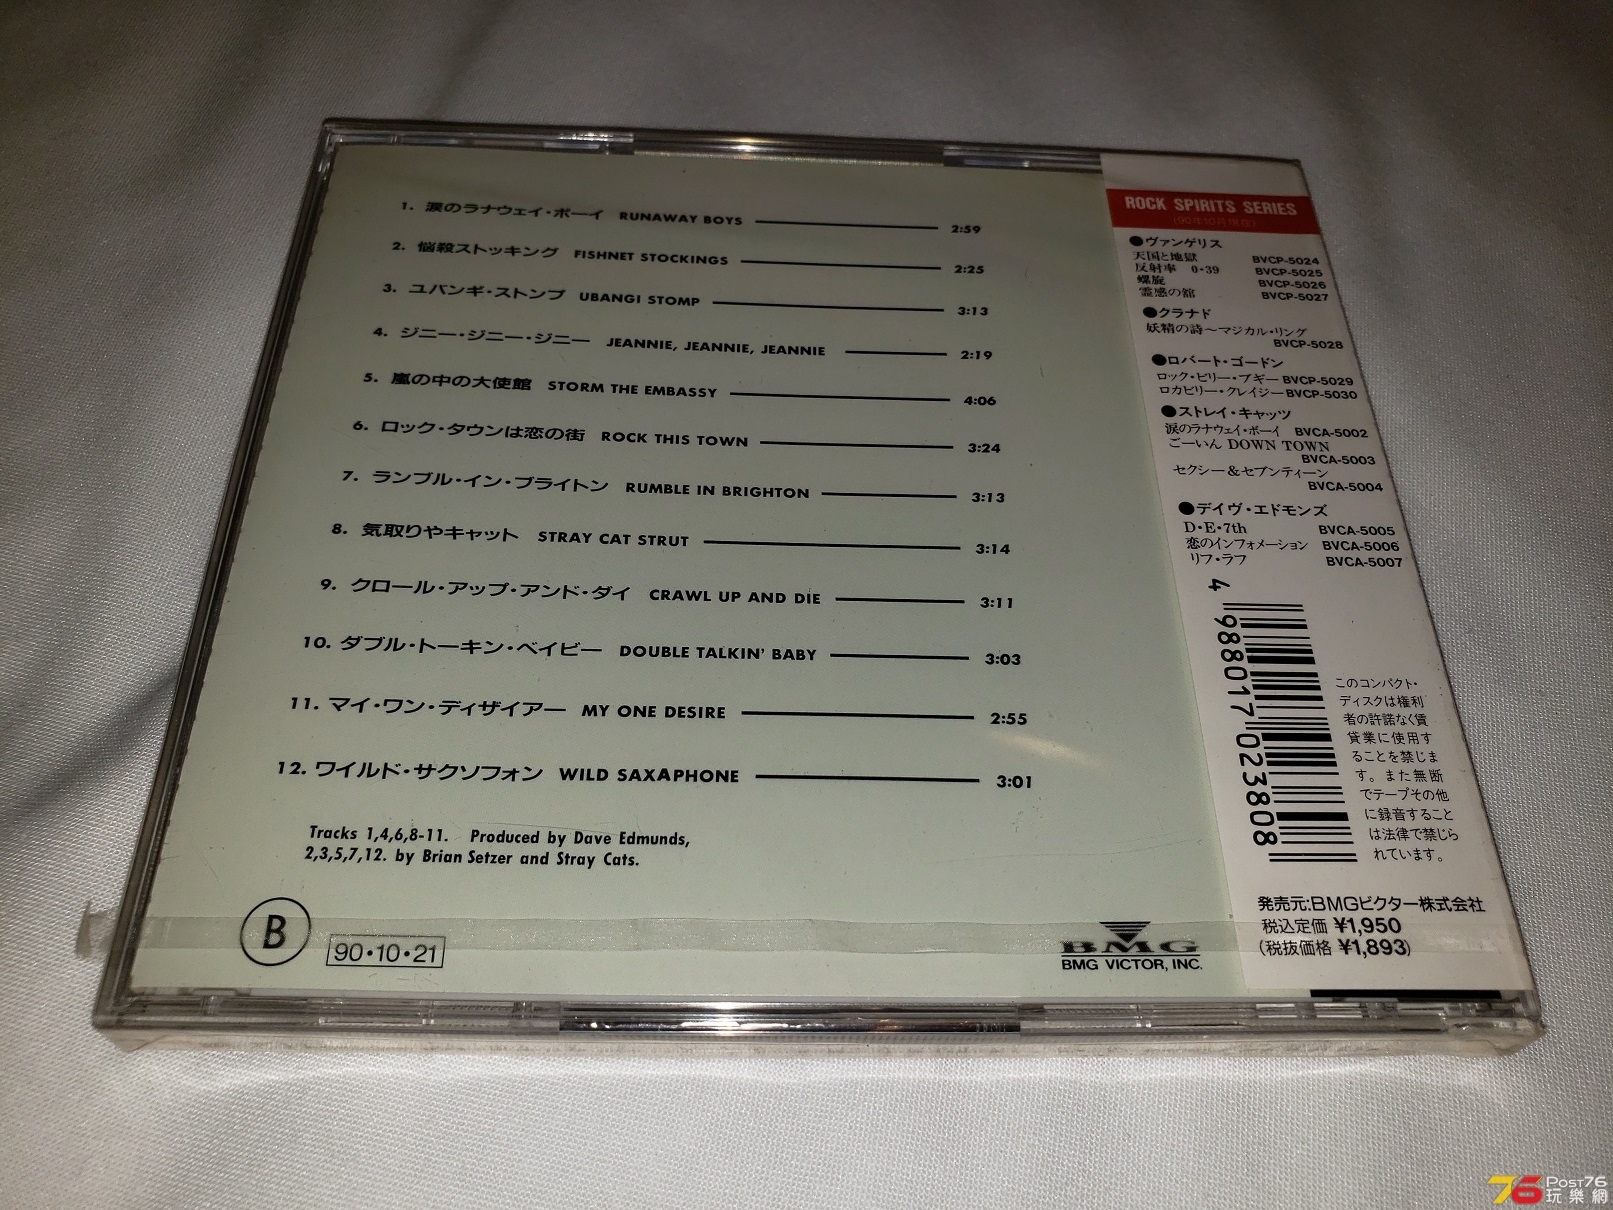 1. 涙のラナウェイ・ボーイ RUNAWAY BOYS 2:59
2. 悩殺ストッキング FISHNET STOCKINGS 2:25
3. ユバンギ・ストンプ UBANGI STOMP 3:13
4. ジニー・ジニー・ジニー JEANNIE, JEANNIE, JEANNIE 2:19
5. 嵐の中の大使館 STORM THE EMBASSY 4:06
6. ロック・タウンは恋の街 ROCK THIS TOWN 3:24
7. ランブル・イン・ブライトン RUMBLE IN BRIGHTON 3:13
8. 気取りやキャット STRAY CAT STRUT 3:14
9. クロール・アップ・アンド・ダイ CRAWL UP AND DIE 3:11
10. ダブル・トーキン・ベイビー DOUBLE TALKIN' BABY 3:03
11. マイ・ワン・ディザイアー MY ONE DESIRE 2:55
12. ワイルド・サクソフォン WILD SAXAPHONE 3:01
Tracks 1,4,6,8-11. Produced by Dave Edmunds,
2,3,5,7,12. by Brian Setzer and Stray Cats.
B
90・10・21
BMG
BMG VICTOR, INC.
ROCK SPIRITS SERIES
(90年10月現在)
●ヴァンゲリス
天国と地獄 BVCP-5024
反射率 0・39 BVCP-5025
螺旋 BVCP-5026
霊感の館 BVCP-5027
●クラナド
妖精の詩〜マジカル・リング
BVCP-5028
●ロバート・ゴードン
ロック・ビリー・ブギー BVCP-5029
ロカビリー・クレイジー BVCP-5030
●ストレイ・キャッツ
涙のラナウェイ・ボーイ BVCA-5002
ごーいん DOWN TOWN
BVCA-5003
セクシー&セブンティーン
BVCA-5004
●デイヴ・エドモンズ
D・E・7th BVCA-5005
恋のインフォメーション BVCA-5006
リフ・ラフ BVCA-5007
4 988017 023808
このコンパクト・
ディスクは権利
者の許諾なく賃
貸業に使用す
ることを禁じま
す。また無断
でテープその他
に録音すること
は法律で禁じら
れています。
発売元:BMGビクター株式会社
税込定価 ¥1,950
(税抜価格 ¥1,893)
76 Post76
玩樂網